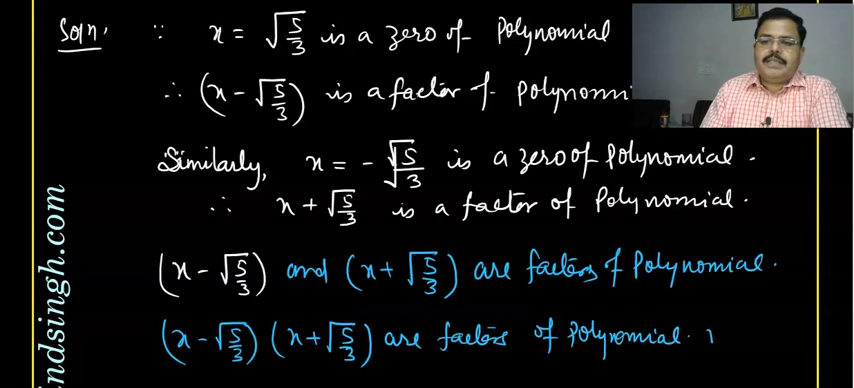 Soln. ∵ x = √5/3 is a zero of polynomial
∴ (x - √5/3) is a factor of polynomi
Similarly, x = - √5/3 is a zero of polynomial.
∴ x + √5/3 is a factor of polynomial.
(x - √5/3) and (x + √5/3) are factors of polynomial.
(x - √5/3) (x + √5/3) are factors of polynomial.
ndsingh.com